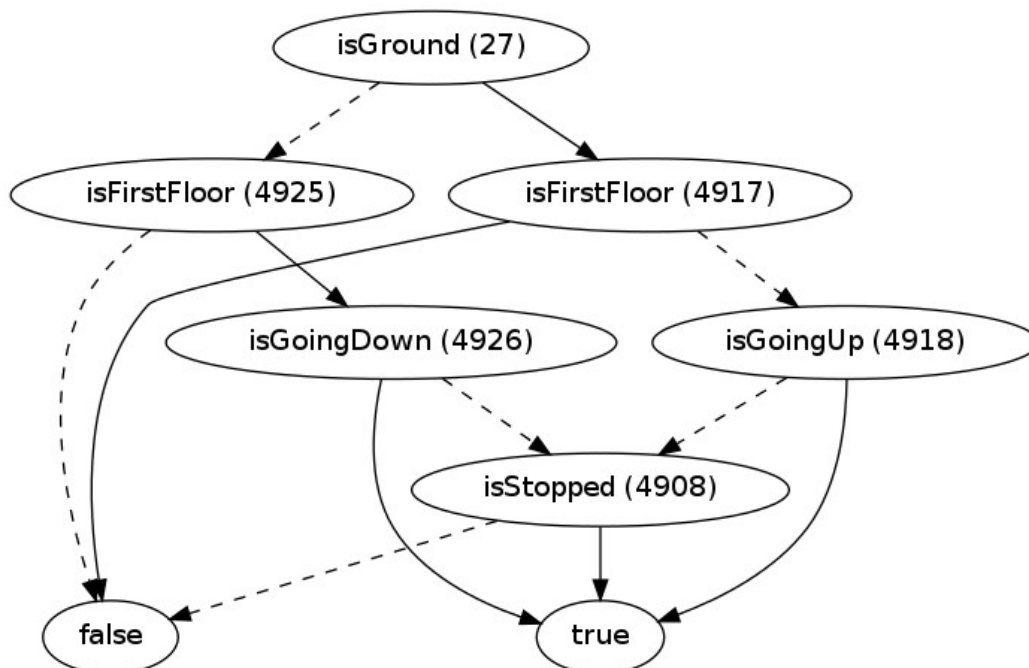 isGround (27)
isFirstFloor (4925)
isFirstFloor (4917)
isGoingDown (4926)
isGoingUp (4918)
isStopped (4908)
false
true